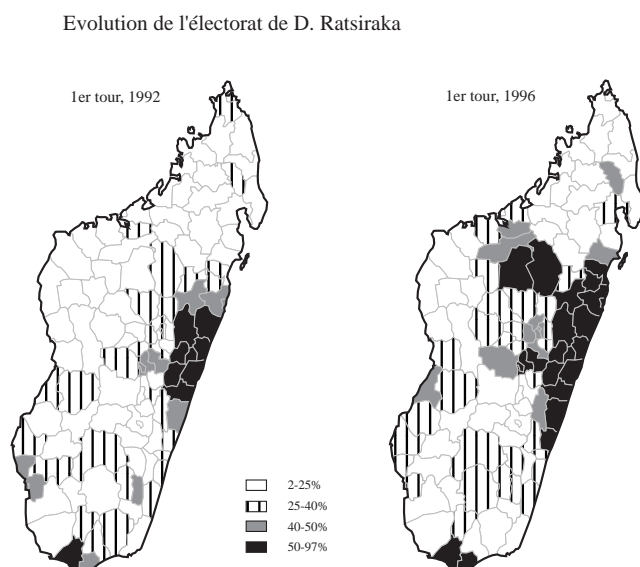 Evolution de l'électorat de D. Ratsiraka
1er tour, 1992
1er tour, 1996
2-25%
25-40%
40-50%
50-97%